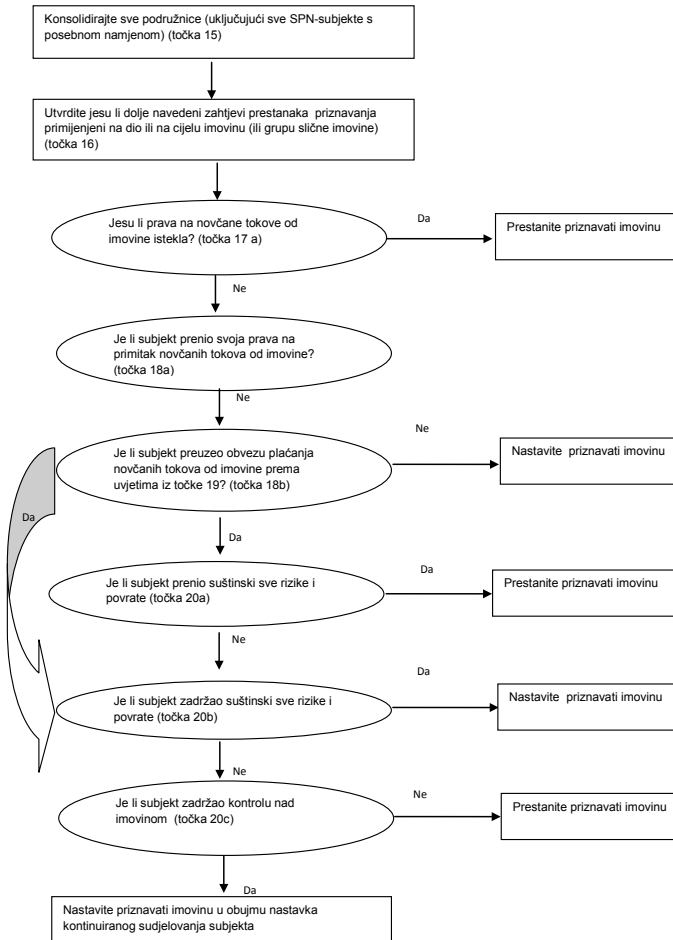 Konsolidirajte sve podružnice (uključujući sve SPN-subjekte s
posebnom namjenom) (točka 15)
Utvrdite jesu li dolje navedeni zahtjevi prestanaka priznavanja
primijenjeni na dio ili na cijelu imovinu (ili grupu slične imovine)
(točka 16)
Jesu li prava na novčane tokove od
imovine istekla? (točka 17 a)
Da
Prestanite priznavati imovinu
Ne
Je li subjekt prenio svoja prava na
primitak novčanih tokova od imovine?
(točka 18a)
Ne
Je li subjekt preuzeo obvezu plaćanja
novčanih tokova od imovine prema
uvjetima iz točke 19? (točka 18b)
Ne
Nastavite priznavati imovinu
Da
Da
Je li subjekt prenio suštinski sve rizike i
povrate (točka 20a)
Da
Prestanite priznavati imovinu
Ne
Je li subjekt zadržao suštinski sve rizike i
povrate (točka 20b)
Da
Nastavite priznavati imovinu
Ne
Je li subjekt zadržao kontrolu nad
imovinom (točka 20c)
Ne
Prestanite priznavati imovinu
Da
Nastavite priznavati imovinu u obujmu nastavka
kontinuiranog sudjelovanja subjekta